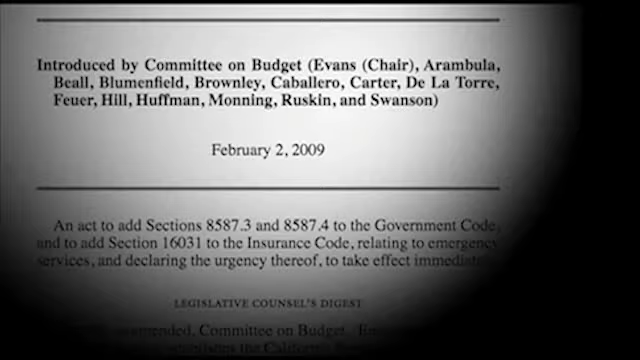 Introduced by Committee on Budget (Evans (Chair), Arambula,
Beall, Blumenfield, Brownley, Caballero, Carter, De La Torre,
Feuer, Hill, Huffman, Monning, Ruskin, and Swanson)
February 2, 2009
An act to add Sections 8587.3 and 8587.4 to the Government Code,
and to add Section 16031 to the Insurance Code, relating to emergency
services, and declaring the urgency thereof, to take effect
LEGISLATIVE COUNSEL'S DIGEST
Committee on Budget.
the California